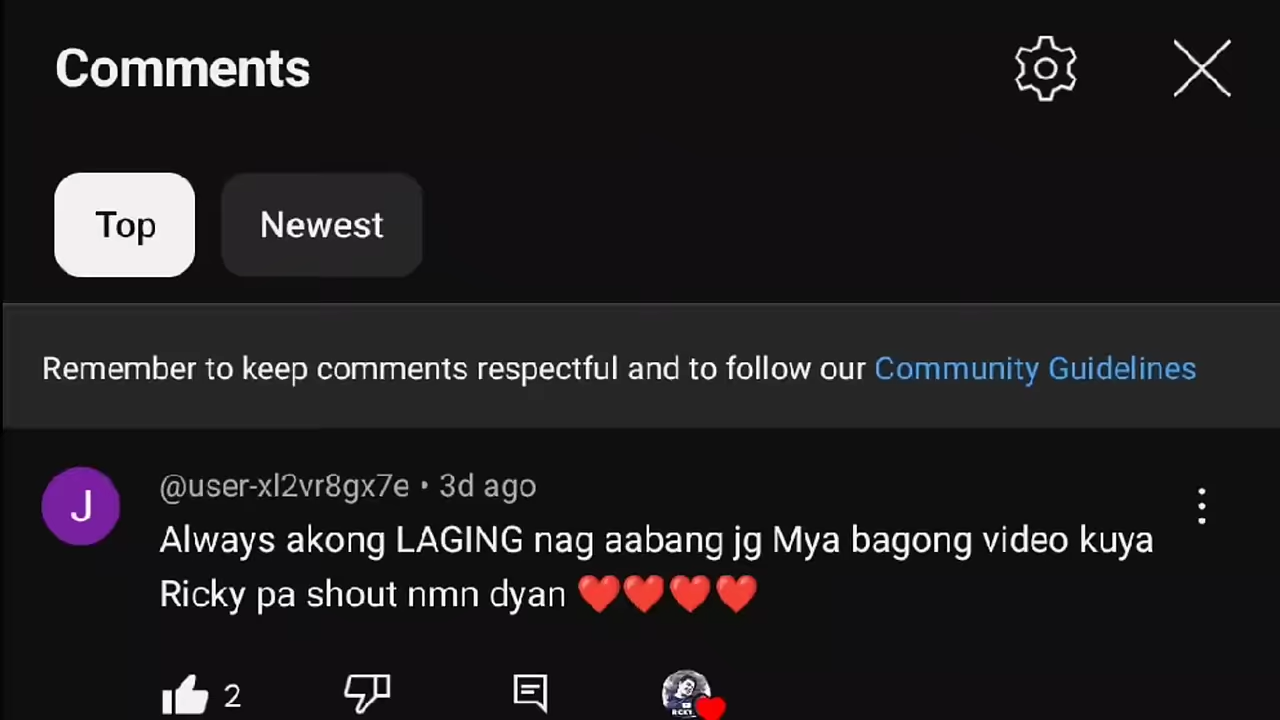 Comments
Top
Newest
Remember to keep comments respectful and to follow our Community Guidelines
J
@user-xl2vr8gx7e • 3d ago
Always akong LAGING nag aabang jg Mya bagong video kuya
Ricky pa shout nmn dyan ❤️❤️❤️❤️
2